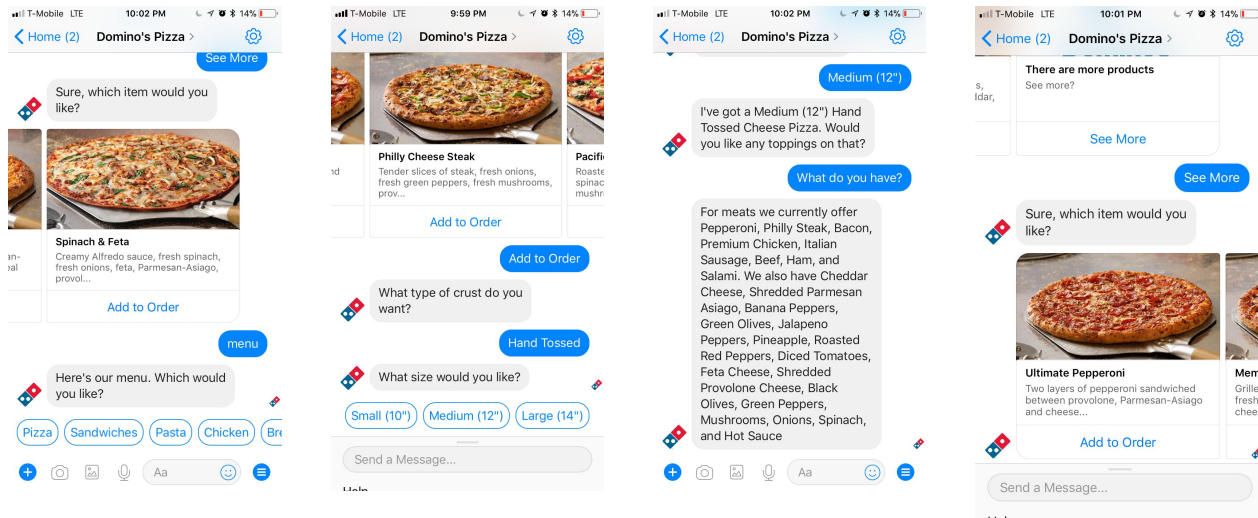 T-Mobile LTE 10:02 PM 14%
Home (2) Domino's Pizza
See More
Sure, which item would you
like?
Spinach & Feta
Creamy Alfredo sauce, fresh spinach,
fresh onions, feta, Parmesan-Asiago,
provol...
Add to Order
menu
Here's our menu. Which would
you like?
Pizza Sandwiches Pasta Chicken Bre
Aa
T-Mobile LTE 9:59 PM 14%
Home (2) Domino's Pizza
Philly Cheese Steak
Tender slices of steak, fresh onions,
fresh green peppers, fresh mushrooms,
prov...
Add to Order
Pacifi
Roaste
spinac
mushr
Add to Order
What type of crust do you
want?
Hand Tossed
What size would you like?
Small (10") Medium (12") Large (14")
Send a Message...
T-Mobile LTE 10:02 PM 14%
Home (2) Domino's Pizza
Medium (12")
I've got a Medium (12") Hand
Tossed Cheese Pizza. Would
you like any toppings on that?
What do you have?
For meats we currently offer
Pepperoni, Philly Steak, Bacon,
Premium Chicken, Italian
Sausage, Beef, Ham, and
Salami. We also have Cheddar
Cheese, Shredded Parmesan
Asiago, Banana Peppers,
Green Olives, Jalapeno
Peppers, Pineapple, Roasted
Red Peppers, Diced Tomatoes,
Feta Cheese, Shredded
Provolone Cheese, Black
Olives, Green Peppers,
Mushrooms, Onions, Spinach,
and Hot Sauce
Aa
T-Mobile LTE 10:01 PM 14%
Home (2) Domino's Pizza
There are more products
See more?
See More
See More
Sure, which item would you
like?
Ultimate Pepperoni
Two layers of pepperoni sandwiched
between provolone, Parmesan-Asiago
and cheese...
Add to Order
Mem
Grille
fresh
chee
Send a Message...